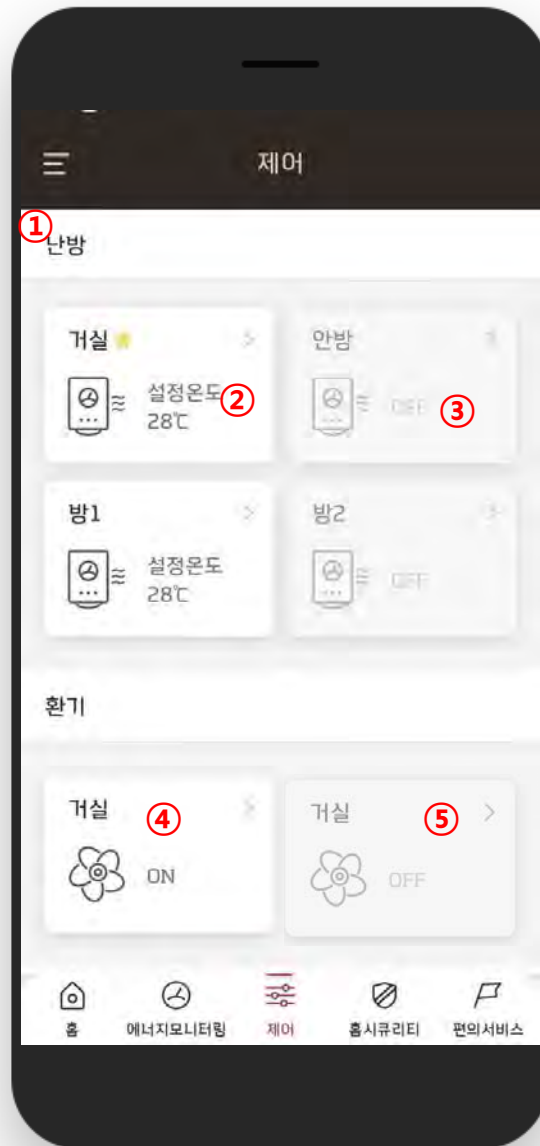 제어
①
난방
거실
안방
설정온도 ②
28℃
OFF ③
방1
방2
설정온도
28℃
OFF
환기
거실 ④
거실 ⑤
ON
OFF
홈
에너지모니터링
제어
홈시큐리티
편의서비스